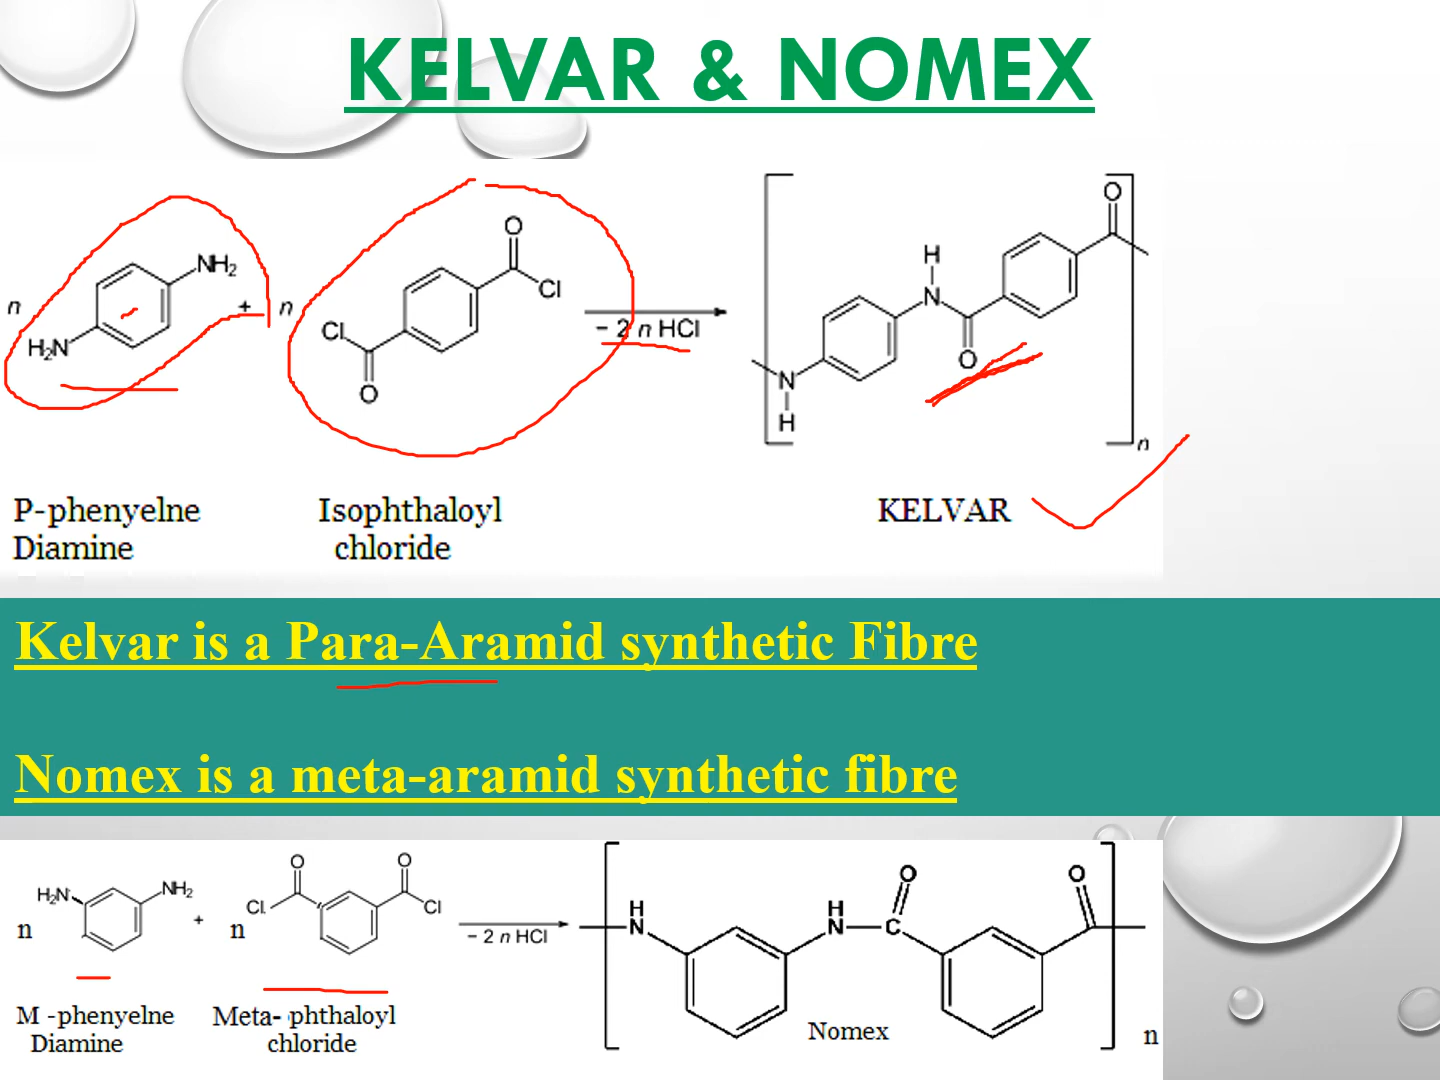 KELVAR & NOMEX
n H₂N NH₂ + n Cl O O Cl − 2 n HCl N H H N O O n
P-phenyelne
Diamine
Isophthaloyl
chloride
KELVAR
Kelvar is a Para-Aramid synthetic Fibre
Nomex is a meta-aramid synthetic fibre
n H₂N NH₂ + n Cl O O Cl − 2 n HCl H N H N C O O n
M -phenyelne
Diamine
Meta- phthaloyl
chloride
Nomex